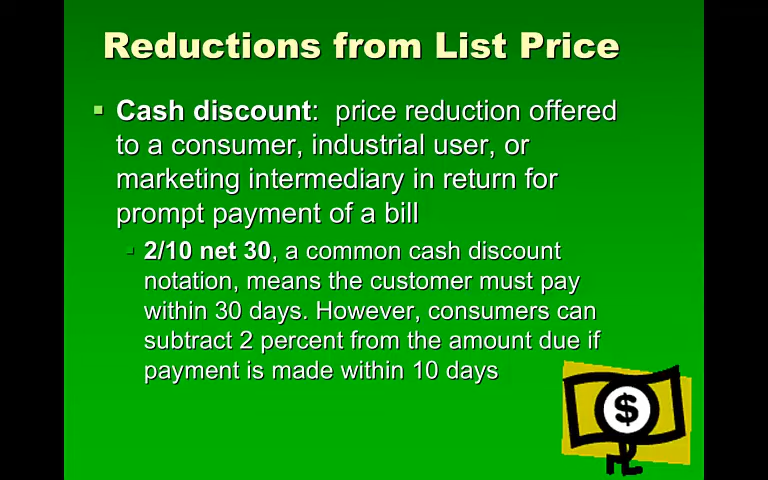 Reductions from List Price
▪ Cash discount: price reduction offered
to a consumer, industrial user, or
marketing intermediary in return for
prompt payment of a bill
▪ 2/10 net 30, a common cash discount
notation, means the customer must pay
within 30 days. However, consumers can
subtract 2 percent from the amount due if
payment is made within 10 days
$